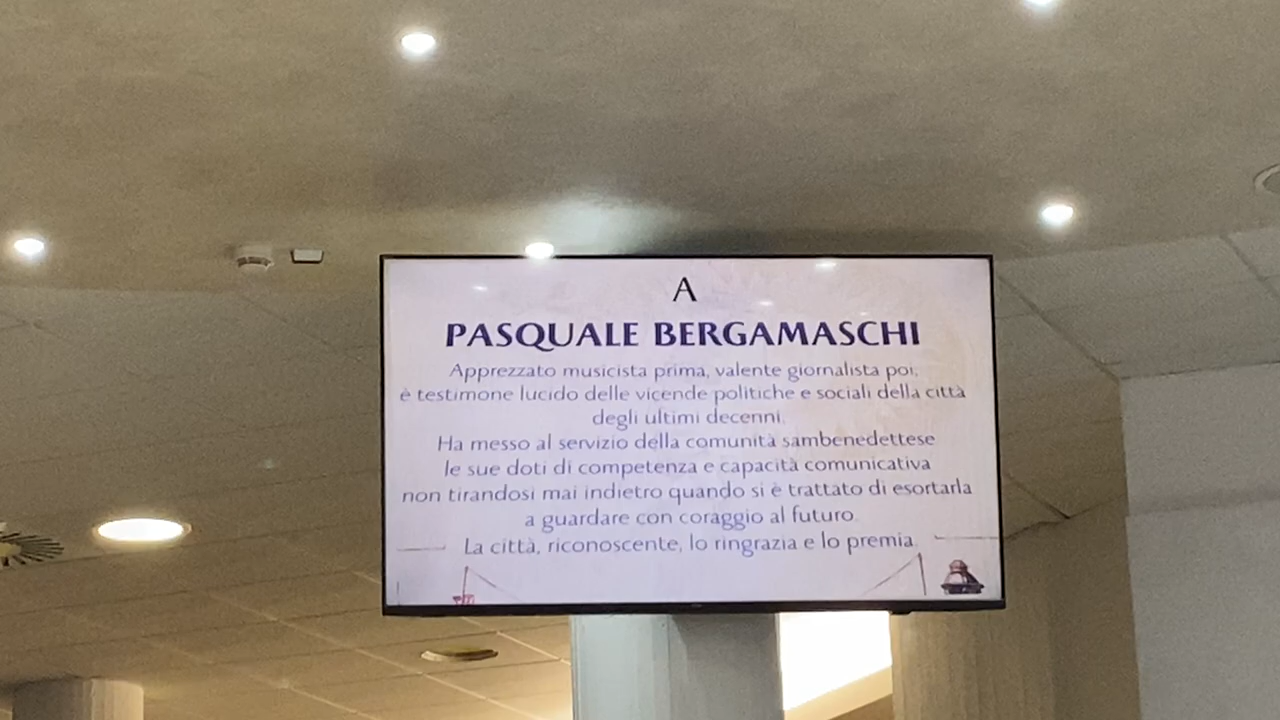 A
PASQUALE BERGAMASCHI
Apprezzato musicista prima, valente giornalista poi,
è testimone lucido delle vicende politiche e sociali della città
degli ultimi decenni.
Ha messo al servizio della comunità sambenedettese
le sue doti di competenza e capacità comunicativa
non tirandosi mai indietro quando si è trattato di esortarla
a guardare con coraggio al futuro.
La città, riconoscente, lo ringrazia e lo premia.